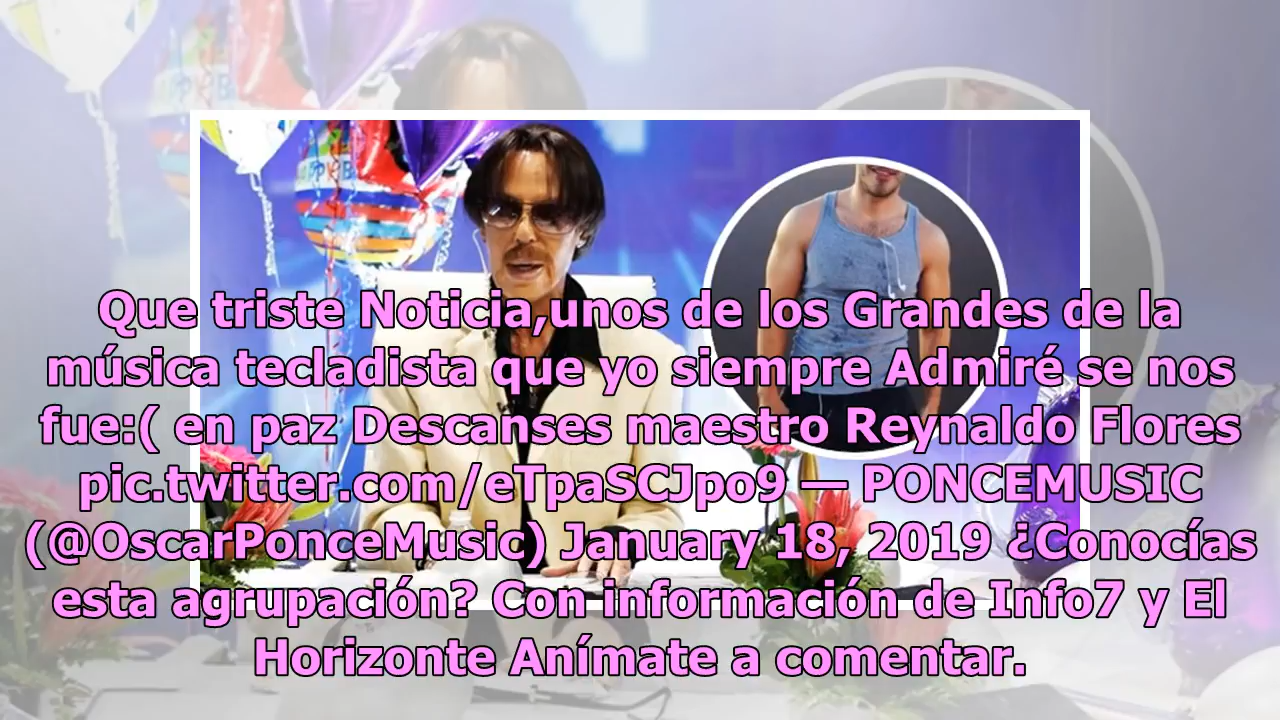 Que triste Noticia,unos de los Grandes de la
música tecladista que yo siempre Admiré se nos
fue:( en paz Descanses maestro Reynaldo Flores
pic.twitter.com/eTpaSCJpo9 — PONCEMUSIC
(@OscarPonceMusic) January 18, 2019 ¿Conocías
esta agrupación? Con información de Info7 y El
Horizonte Anímate a comentar.